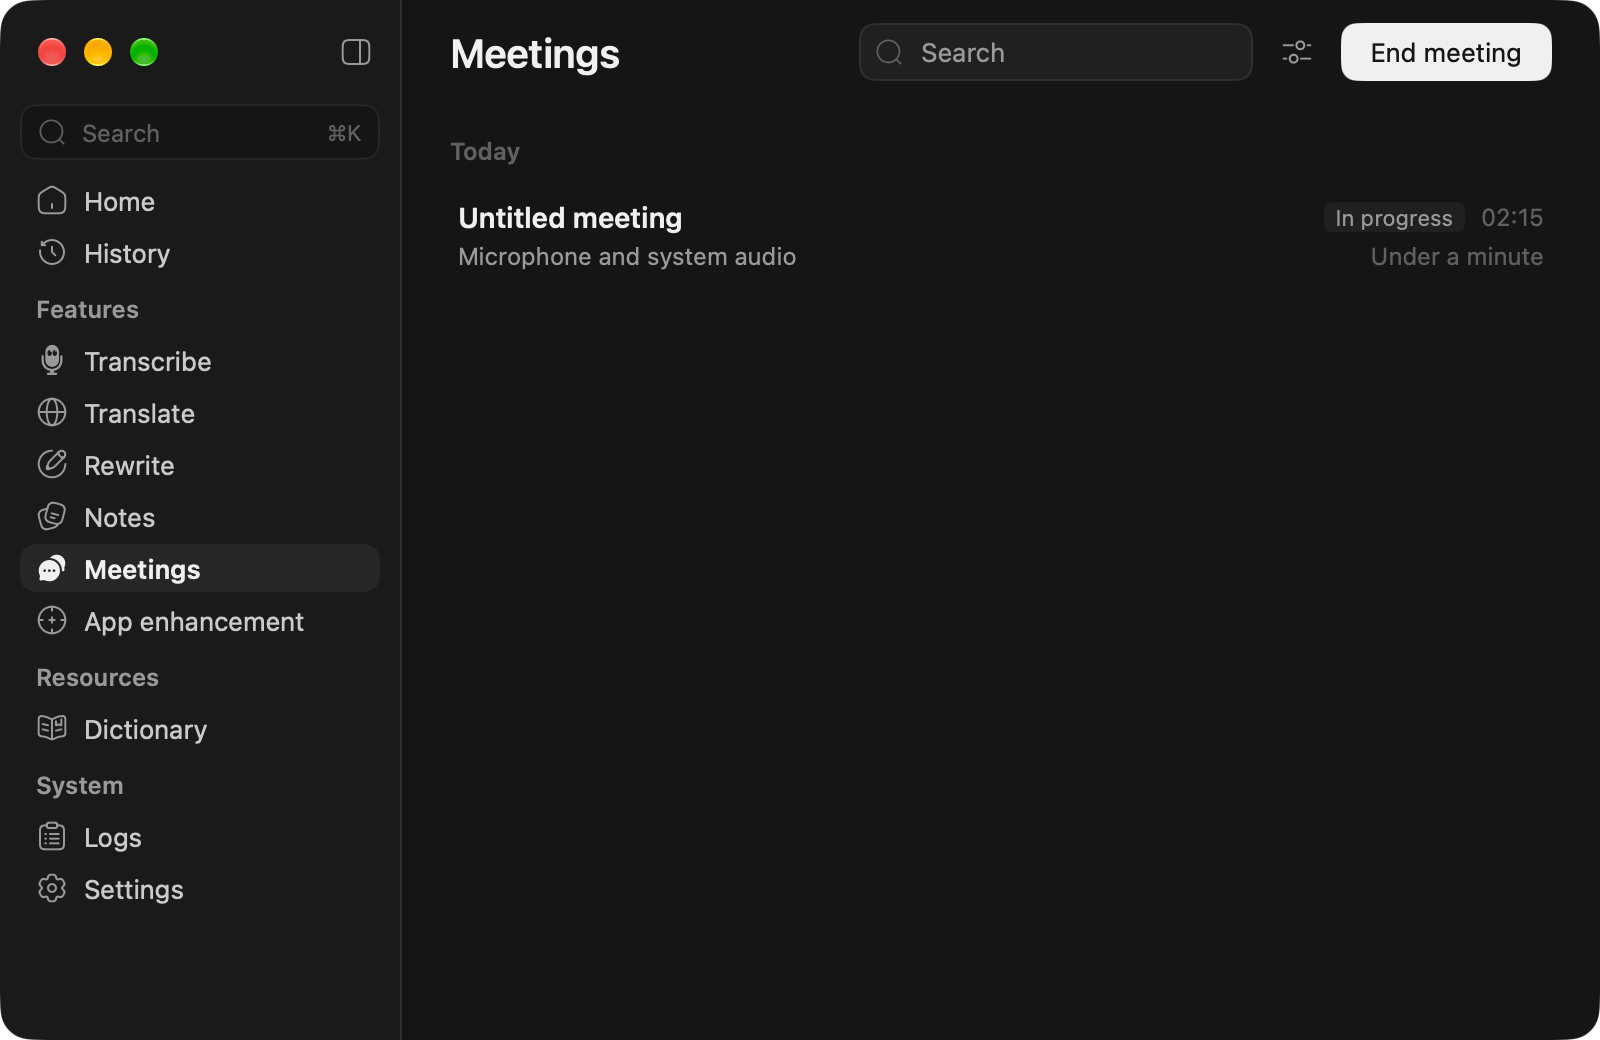 Search
⌘K
Home
History
Features
Transcribe
Translate
Rewrite
Notes
Meetings
App enhancement
Resources
Dictionary
System
Logs
Settings
Meetings
Search
End meeting
Today
Untitled meeting
In progress 02:15
Microphone and system audio
Under a minute